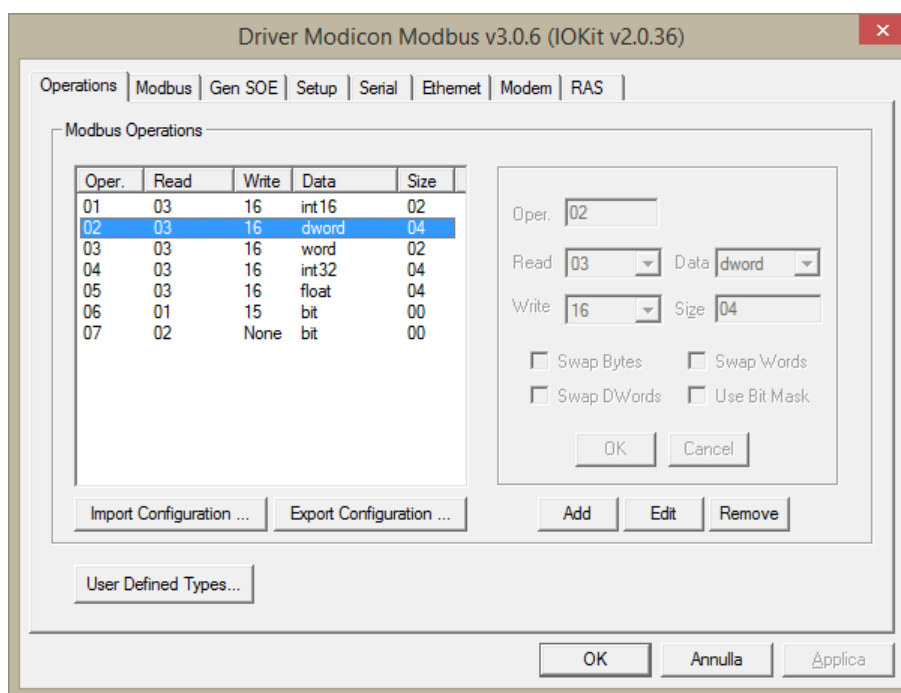 Driver Modicon Modbus v3.0.6 (IOKit v2.0.36)
Operations Modbus Gen SOE Setup Serial Ethernet Modem RAS
Modbus Operations
Oper. Read Write Data Size
01 03 16 int16 02
02 03 16 dword 04
03 03 16 word 02
04 03 16 int32 04
05 03 16 float 04
06 01 15 bit 00
07 02 None bit 00
Oper. 02
Read 03 Data dword
Write 16 Size 04
Swap Bytes Swap Words
Swap DWords Use Bit Mask
OK Cancel
Import Configuration ... Export Configuration ... Add Edit Remove
User Defined Types...
OK Annulla Applica